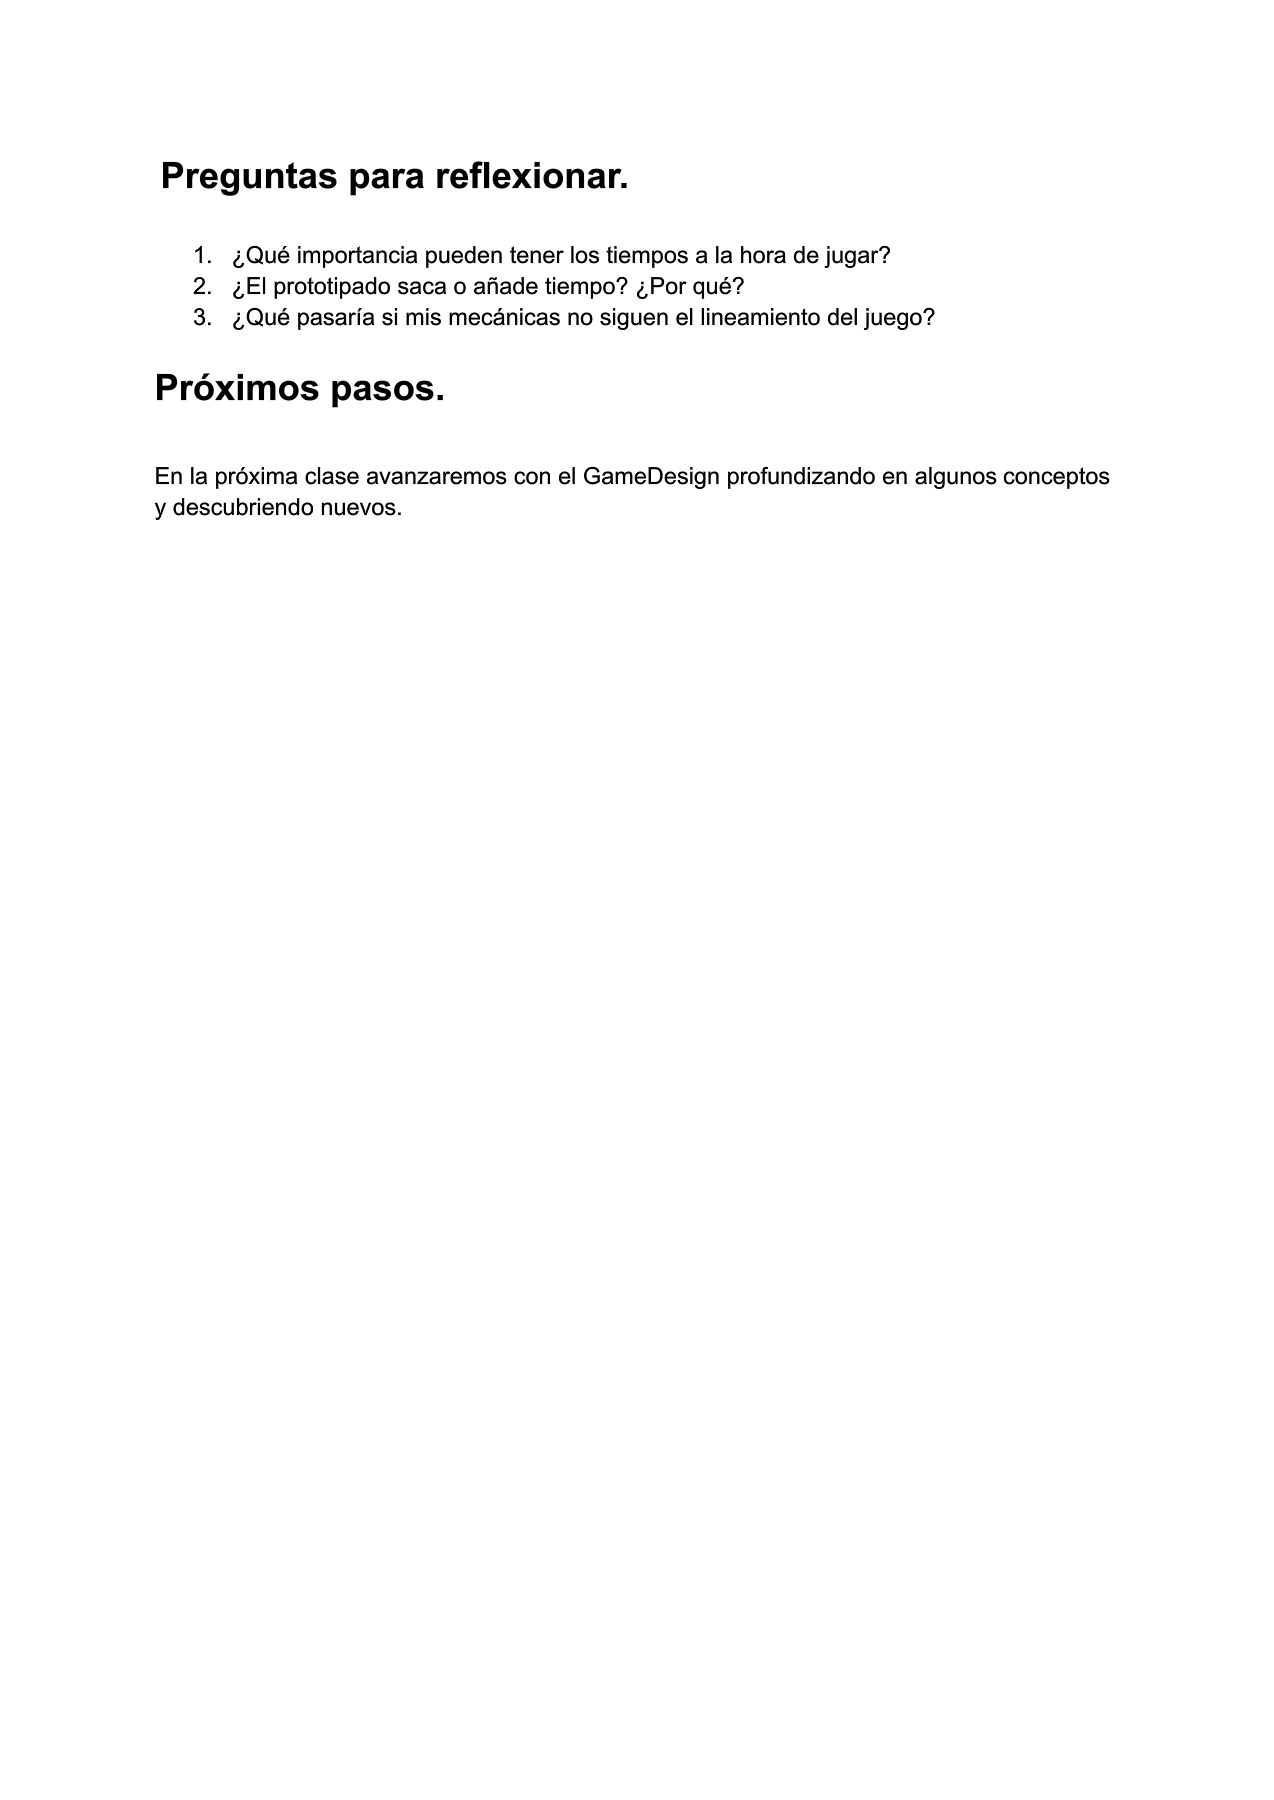 Preguntas para reflexionar.
1. ¿Qué importancia pueden tener los tiempos a la hora de jugar?
2. ¿El prototipado saca o añade tiempo? ¿Por qué?
3. ¿Qué pasaría si mis mecánicas no siguen el lineamiento del juego?
Próximos pasos.
En la próxima clase avanzaremos con el GameDesign profundizando en algunos conceptos
y descubriendo nuevos.